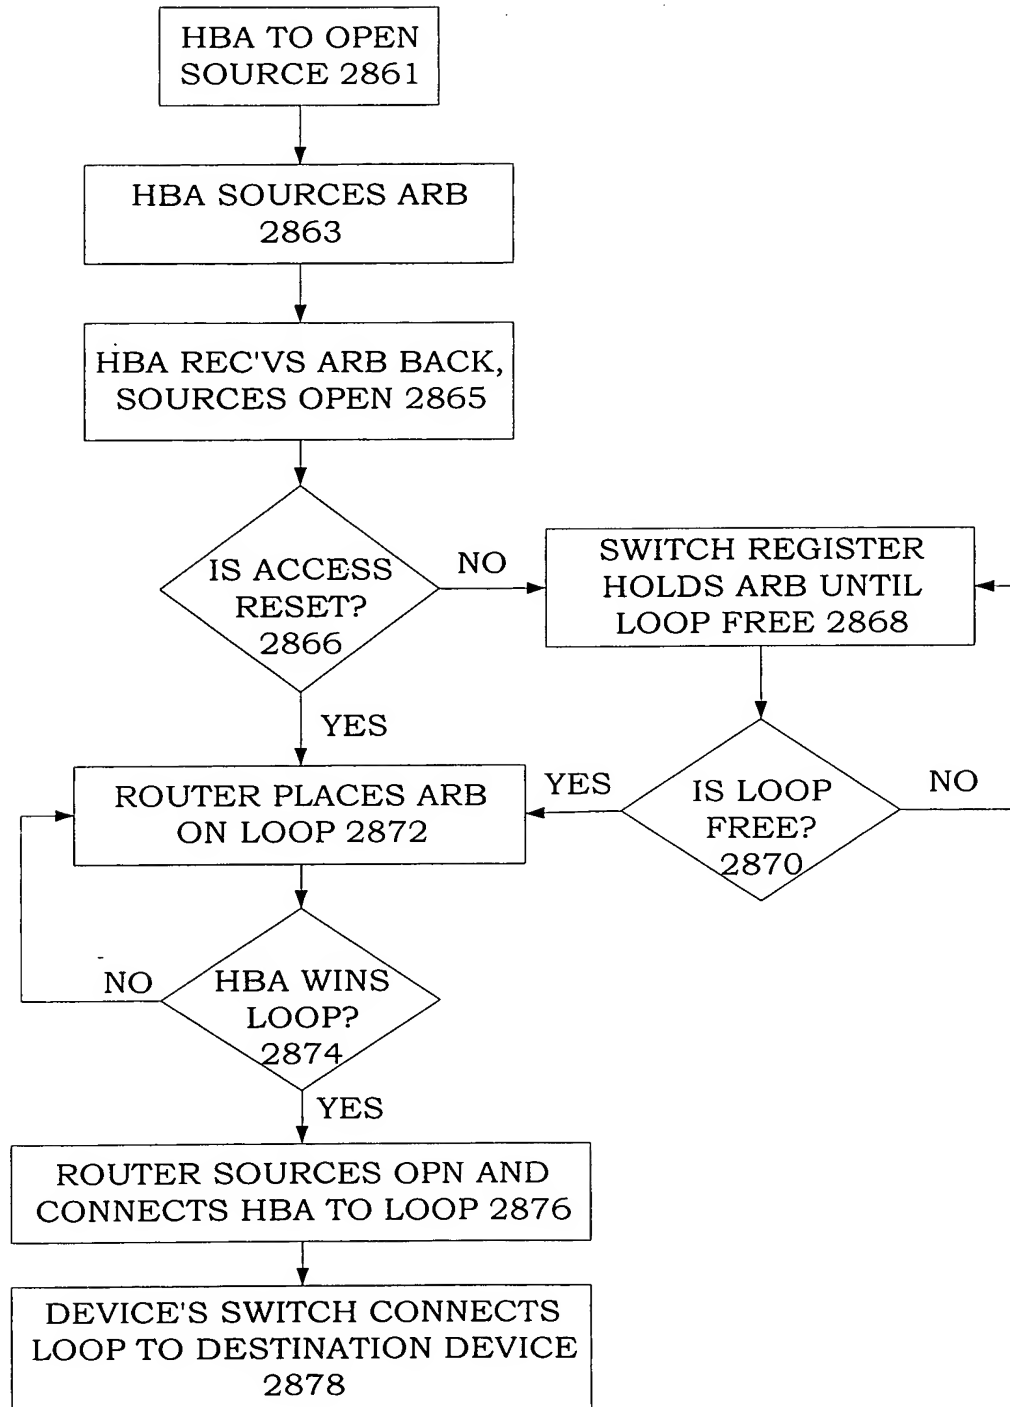 HBA TO OPEN
SOURCE 2861
HBA SOURCES ARB
2863
HBA REC'VS ARB BACK,
SOURCES OPEN 2865
IS ACCESS
RESET?
2866
NO
SWITCH REGISTER
HOLDS ARB UNTIL
LOOP FREE 2868
YES
ROUTER PLACES ARB
ON LOOP 2872
YES
IS LOOP
FREE?
2870
NO
NO
HBA WINS
LOOP?
2874
YES
ROUTER SOURCES OPN AND
CONNECTS HBA TO LOOP 2876
DEVICE'S SWITCH CONNECTS
LOOP TO DESTINATION DEVICE
2878